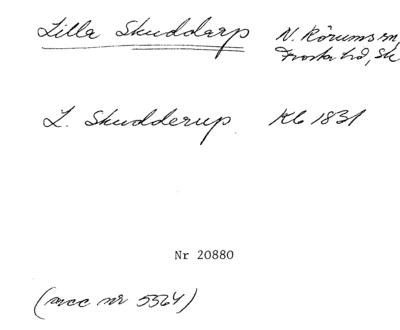 Lilla Skuddarp N. Rörums sn,
Frosta hd, Sk
L. Skudderup Kb 1831
Nr 20880
(acc nr 5364)